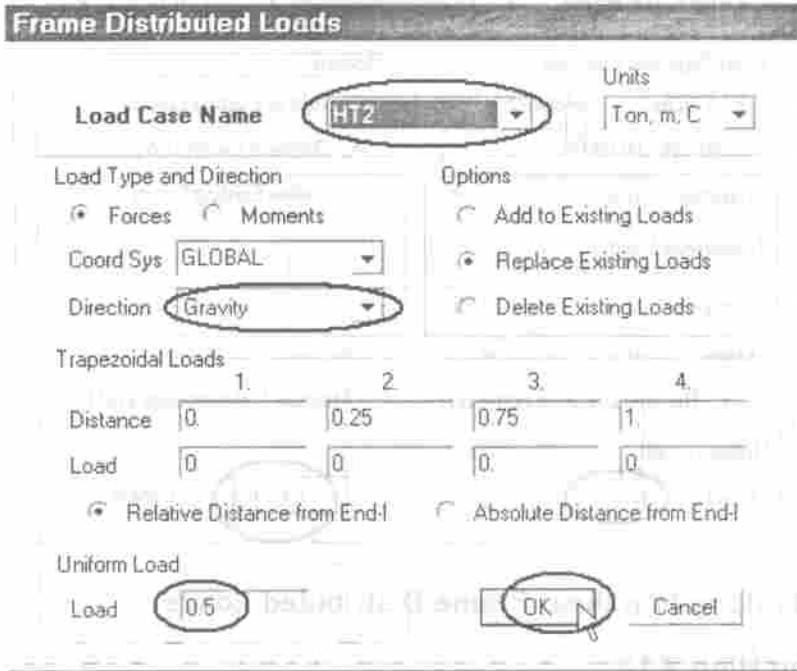 Frame Distributed Loads
Units
Load Case Name HT2 Ton, m, C
Load Type and Direction Options
Forces Moments Add to Existing Loads
Coord Sys GLOBAL Replace Existing Loads
Direction Gravity Delete Existing Loads
Trapezoidal Loads
1. 2. 3. 4.
Distance 0. 0.25 0.75 1.
Load 0 0. 0. 0.
Relative Distance from End-I Absolute Distance from End-I
Uniform Load
Load 0.5 OK Cancel